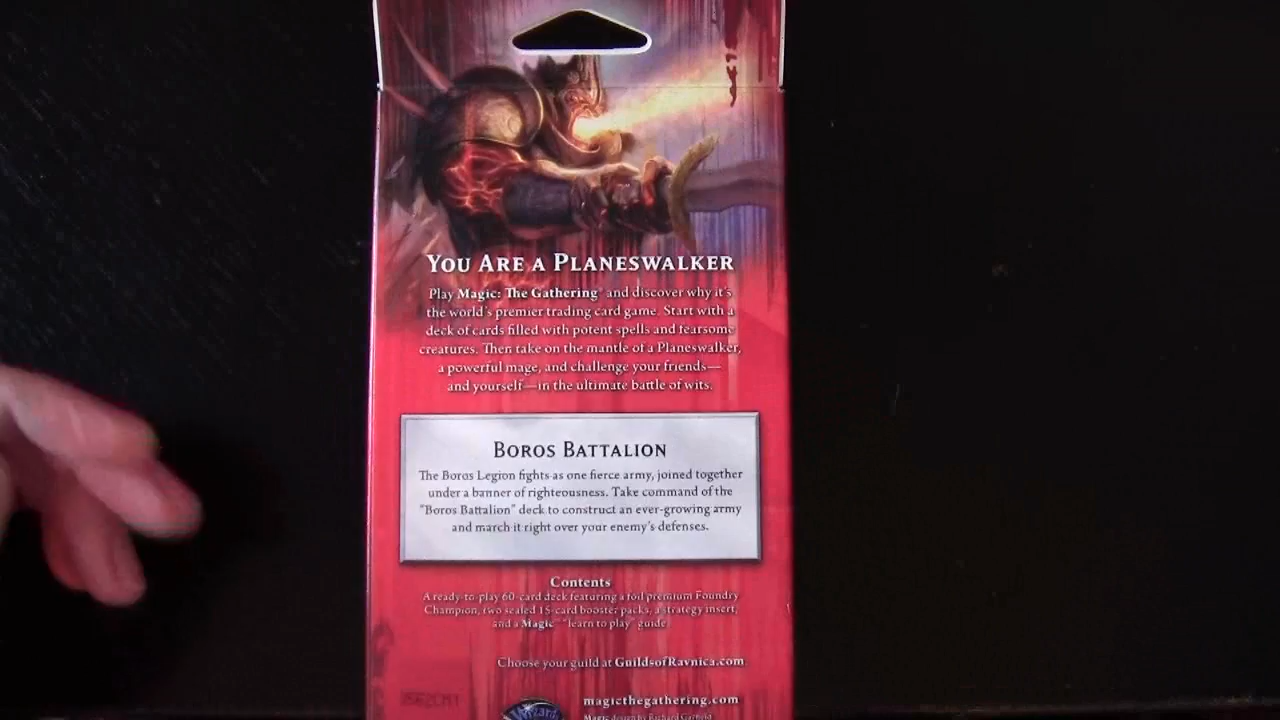 YOU ARE A PLANESWALKER
Play Magic: The Gathering® and discover why it's
the world's premier trading card game. Start with a
deck of cards filled with potent spells and fearsome
creatures. Then take on the mantle of a Planeswalker,
a powerful mage, and challenge your friends—
and yourself—in the ultimate battle of wits.
BOROS BATTALION
The Boros Legion fights as one fierce army, joined together
under a banner of righteousness. Take command of the
"Boros Battalion" deck to construct an ever-growing army
and march it right over your enemy's defenses.
Contents
A ready-to-play 60-card deck featuring a foil premium Foundry
Champion, two sealed 15-card booster packs, a strategy insert,
and a Magic™ "learn to play" guide
Choose your guild at GuildsofRavnica.com
magicthegathering.com
Wizards
Magic design by Richard Garfield